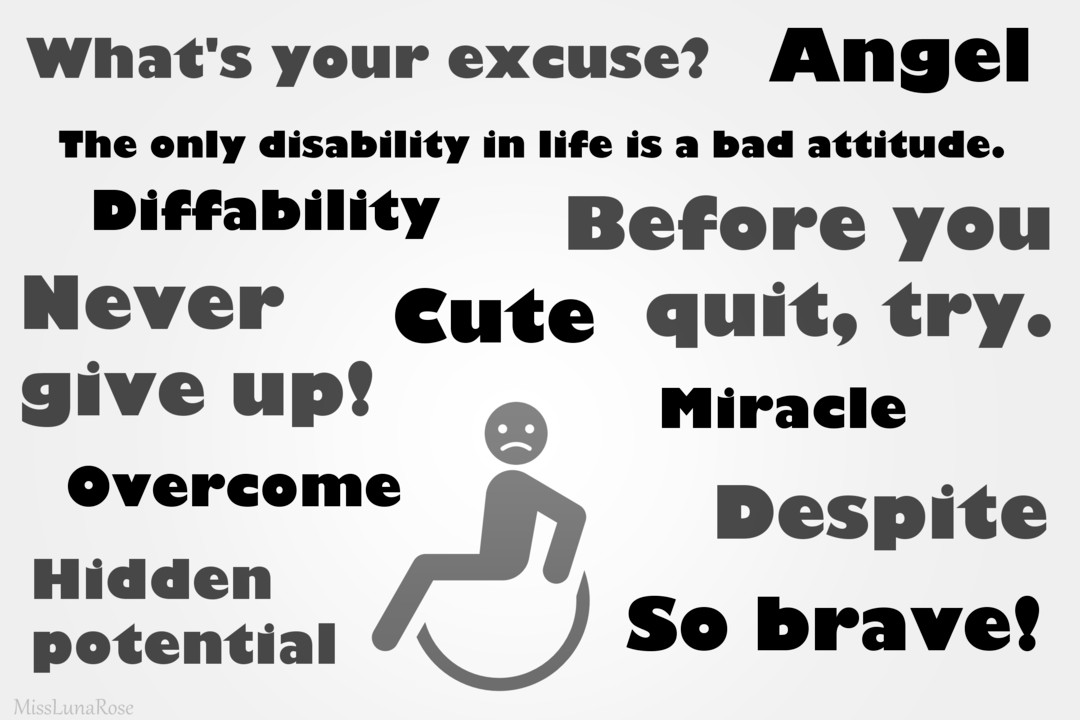 What's your excuse?
Angel
The only disability in life is a bad attitude.
Diffability
Before you
quit, try.
Never
give up!
Cute
Miracle
Overcome
Despite
Hidden
potential
So brave!
MissLunaRose